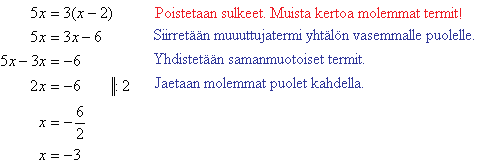 5x = 3(x − 2) Poistetaan sulkeet. Muista kertoa molemmat termit!
5x = 3x − 6 Siirretään muuuttujatermi yhtälön vasemmalle puolelle.
5x − 3x = −6 Yhdistetään samanmuotoiset termit.
2x = −6 ‖: 2 Jaetaan molemmat puolet kahdella.
x = −6/2
x = −3